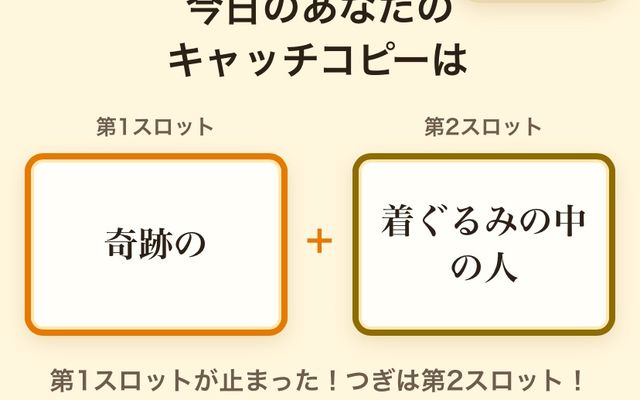 今日のあなたの
キャッチコピーは
第1スロット
第2スロット
奇跡の
+
着ぐるみの中
の人
第1スロットが止まった！つぎは第2スロット！